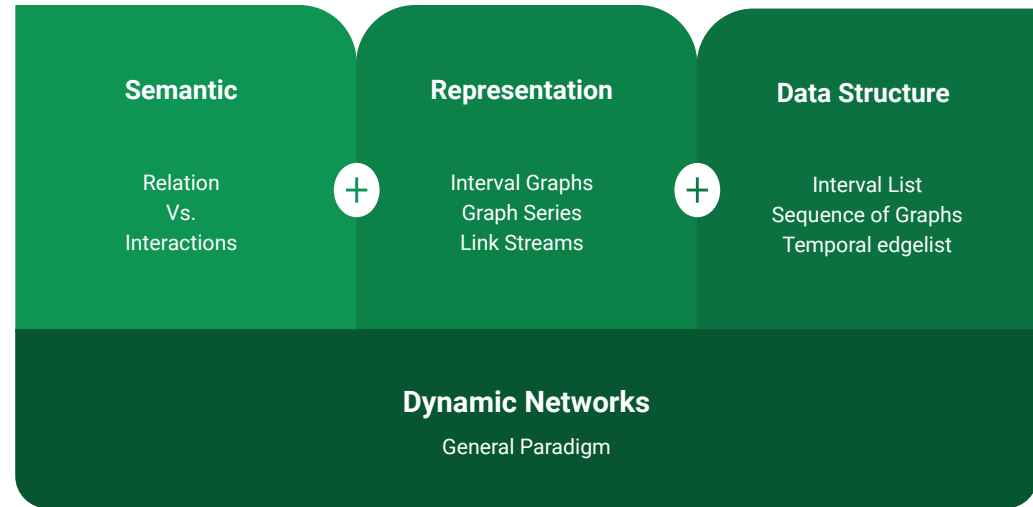 Semantic
Relation
Vs.
Interactions
Representation
Interval Graphs
Graph Series
Link Streams
Data Structure
Interval List
Sequence of Graphs
Temporal edgelist
Dynamic Networks
General Paradigm